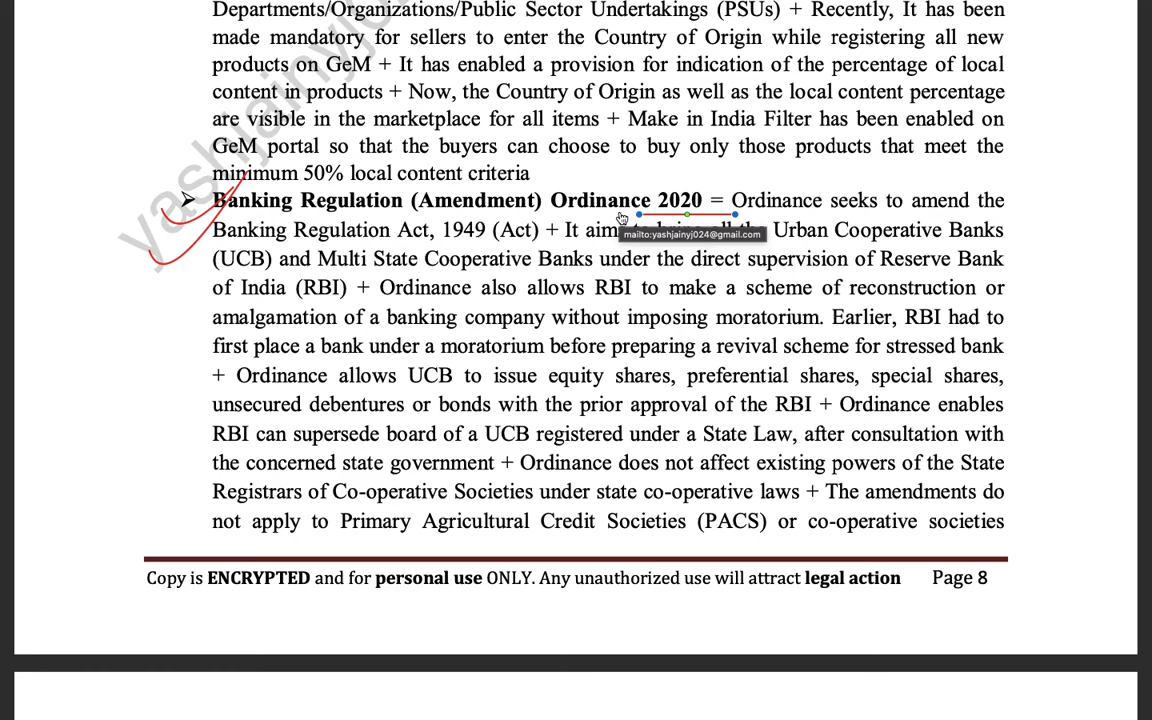 Departments/Organizations/Public Sector Undertakings (PSUs) + Recently, It has been
made mandatory for sellers to enter the Country of Origin while registering all new
products on GeM + It has enabled a provision for indication of the percentage of local
content in products + Now, the Country of Origin as well as the local content percentage
are visible in the marketplace for all items + Make in India Filter has been enabled on
GeM portal so that the buyers can choose to buy only those products that meet the
minimum 50% local content criteria
➤ Banking Regulation (Amendment) Ordinance 2020 = Ordinance seeks to amend the
Banking Regulation Act, 1949 (Act) + It aim Urban Cooperative Banks
mailto:yashjainyj024@gmail.com
(UCB) and Multi State Cooperative Banks under the direct supervision of Reserve Bank
of India (RBI) + Ordinance also allows RBI to make a scheme of reconstruction or
amalgamation of a banking company without imposing moratorium. Earlier, RBI had to
first place a bank under a moratorium before preparing a revival scheme for stressed bank
+ Ordinance allows UCB to issue equity shares, preferential shares, special shares,
unsecured debentures or bonds with the prior approval of the RBI + Ordinance enables
RBI can supersede board of a UCB registered under a State Law, after consultation with
the concerned state government + Ordinance does not affect existing powers of the State
Registrars of Co-operative Societies under state co-operative laws + The amendments do
not apply to Primary Agricultural Credit Societies (PACS) or co-operative societies
Copy is ENCRYPTED and for personal use ONLY. Any unauthorized use will attract legal action Page 8
yashjainyj0